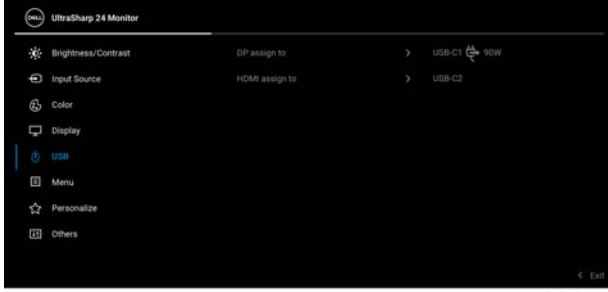 DELL UltraSharp 24 Monitor
Brightness/Contrast DP assign to > USB-C1 90W
Input Source HDMI assign to > USB-C2
Color
Display
USB
Menu
Personalize
Others
< Exit